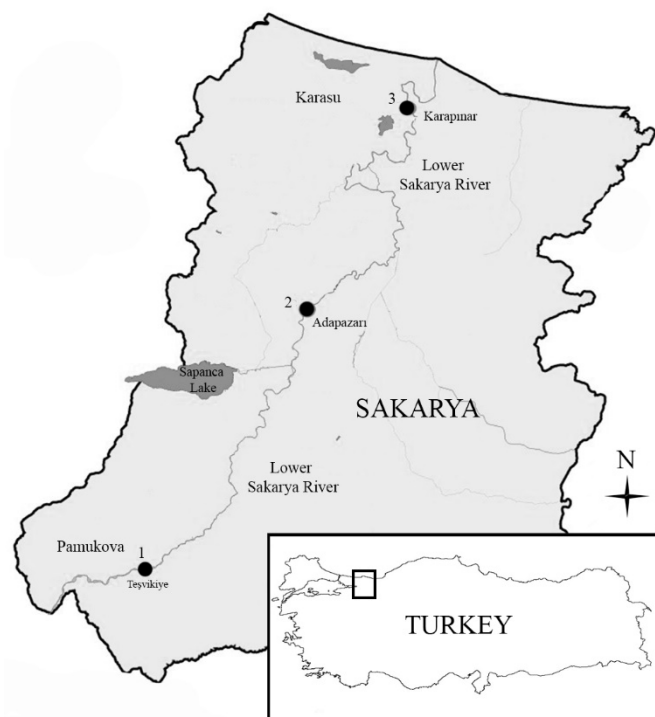 Karasu
3
Karapınar
Lower
Sakarya River
2
Adapazarı
Sapanca
Lake
SAKARYA
N
Lower
Sakarya River
Pamukova
1
Teşvikiye
TURKEY